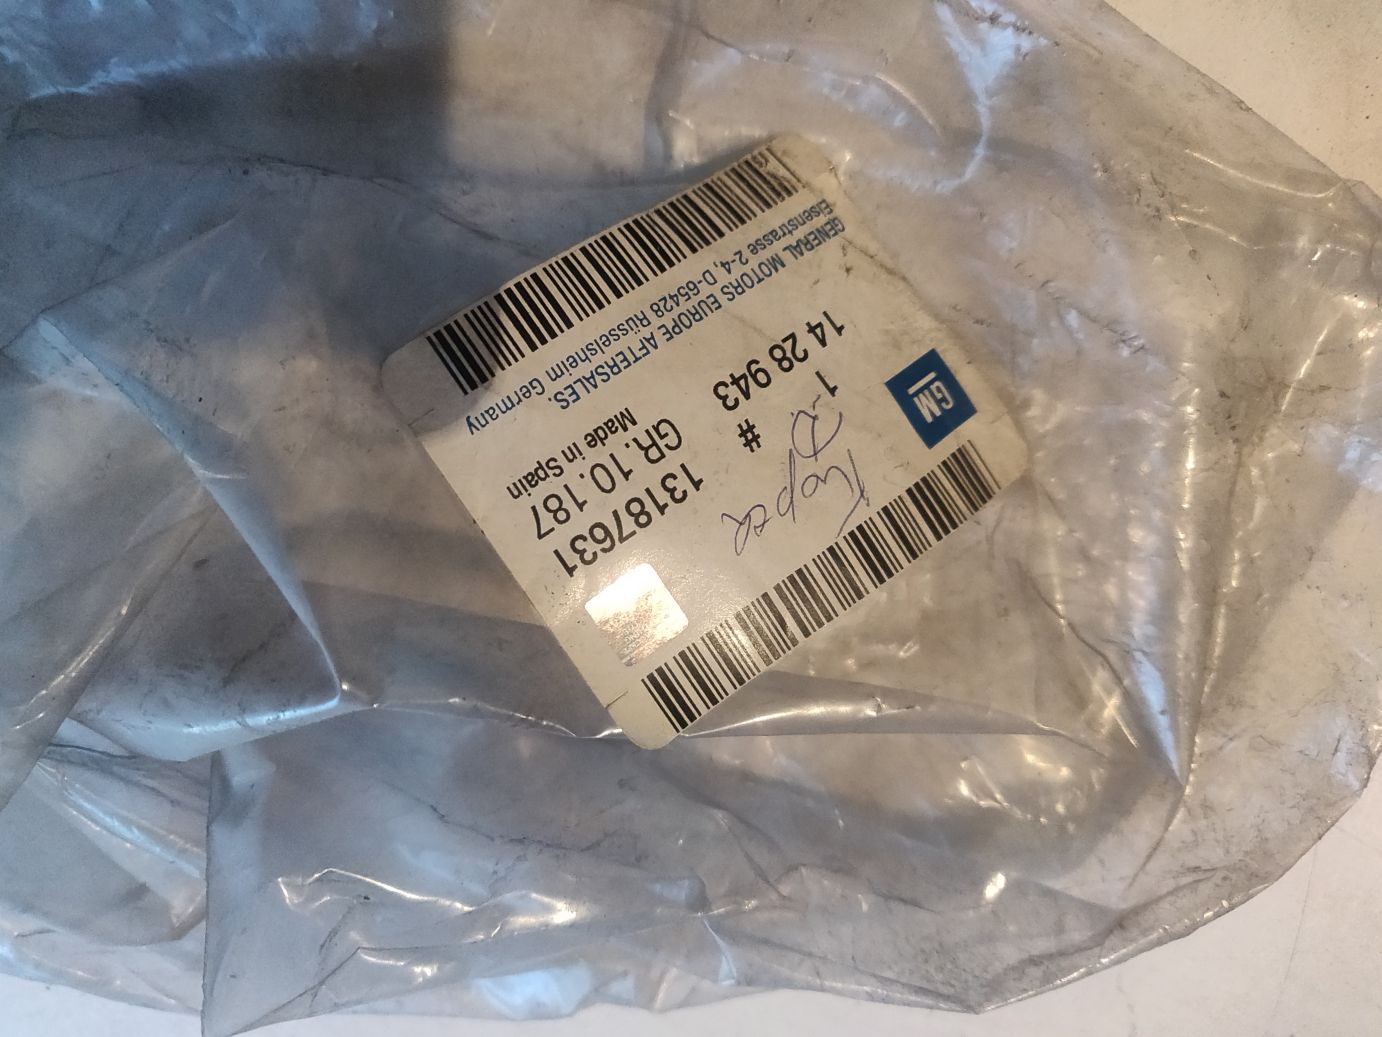 GM
14 28 943
1-
#
13187631
GR. 10.187
Made in Spain
GENERAL MOTORS EUROPE AFTERSALES,
Eisenstrasse 2-4, D-65428 Rüsselsheim Germany